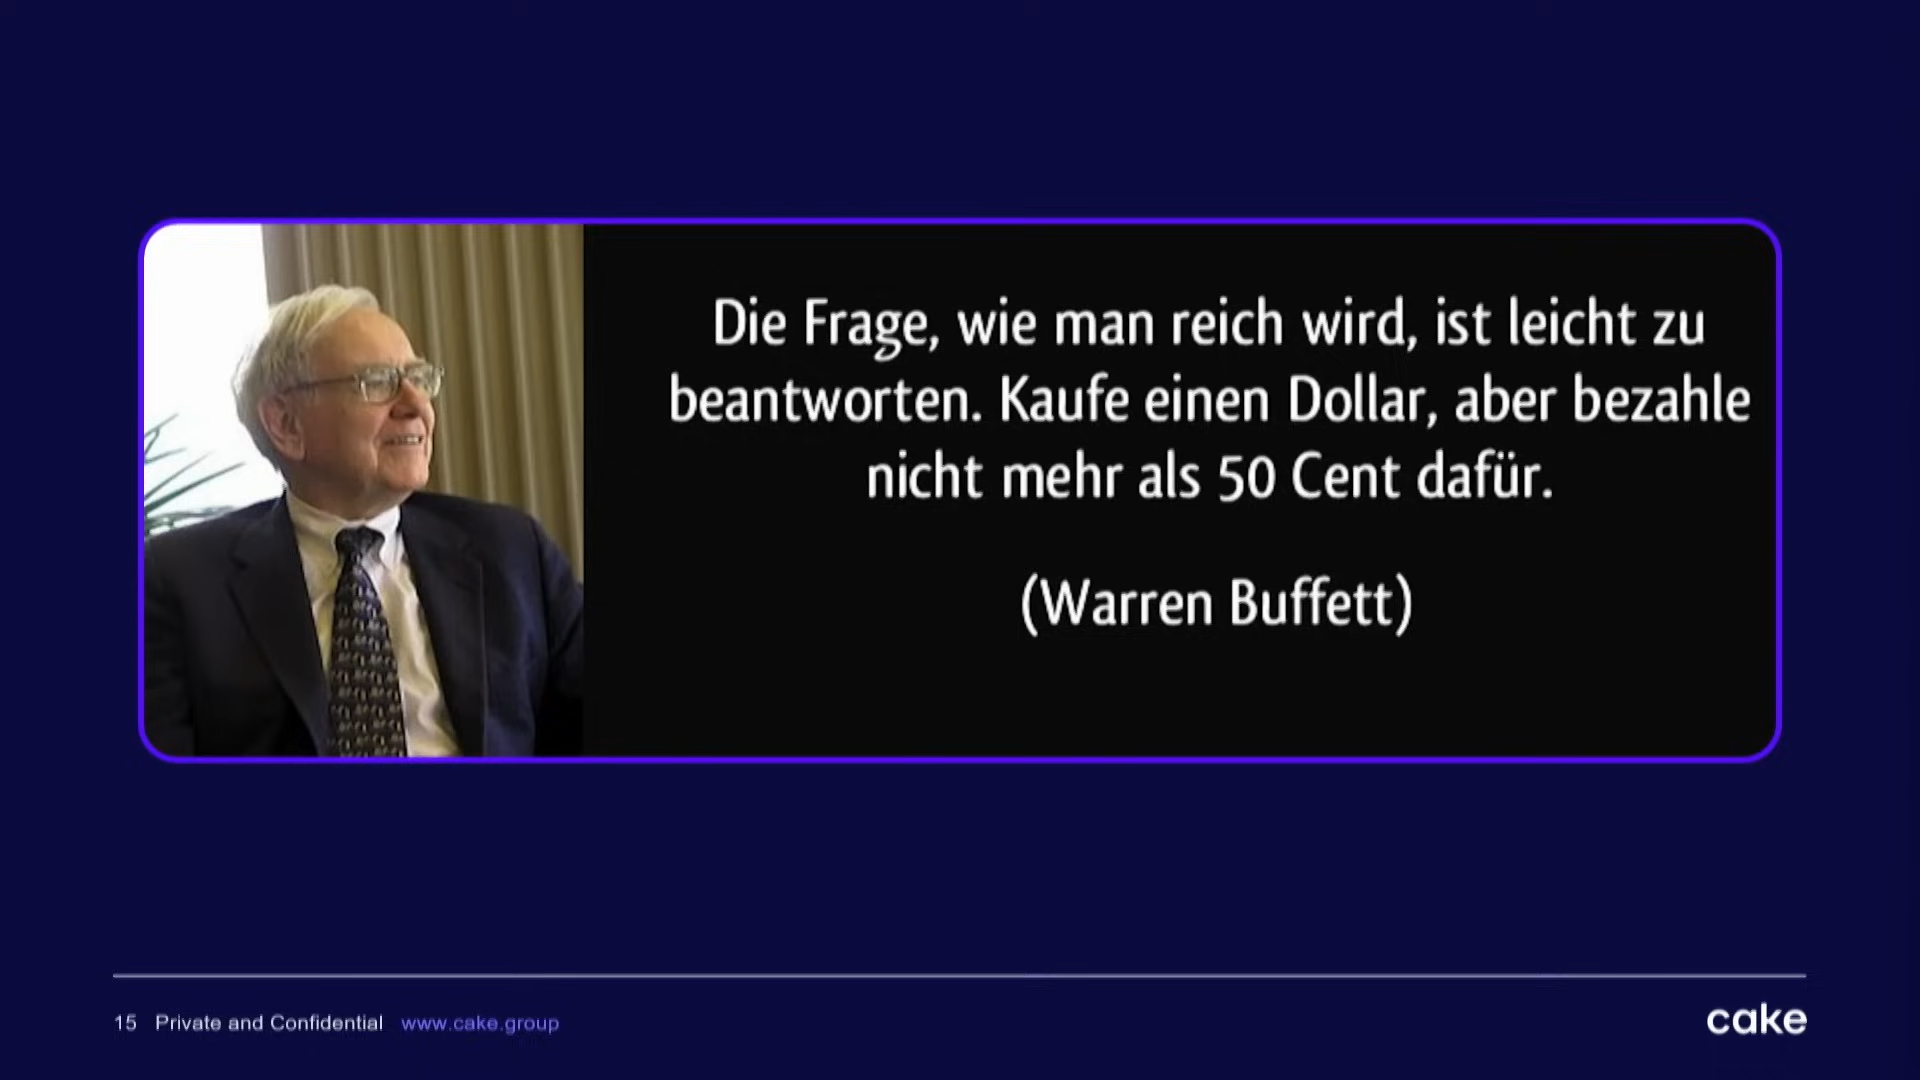 Die Frage, wie man reich wird, ist leicht zu
beantworten. Kaufe einen Dollar, aber bezahle
nicht mehr als 50 Cent dafür.
(Warren Buffett)
15 Private and Confidential www.cake.group
cake